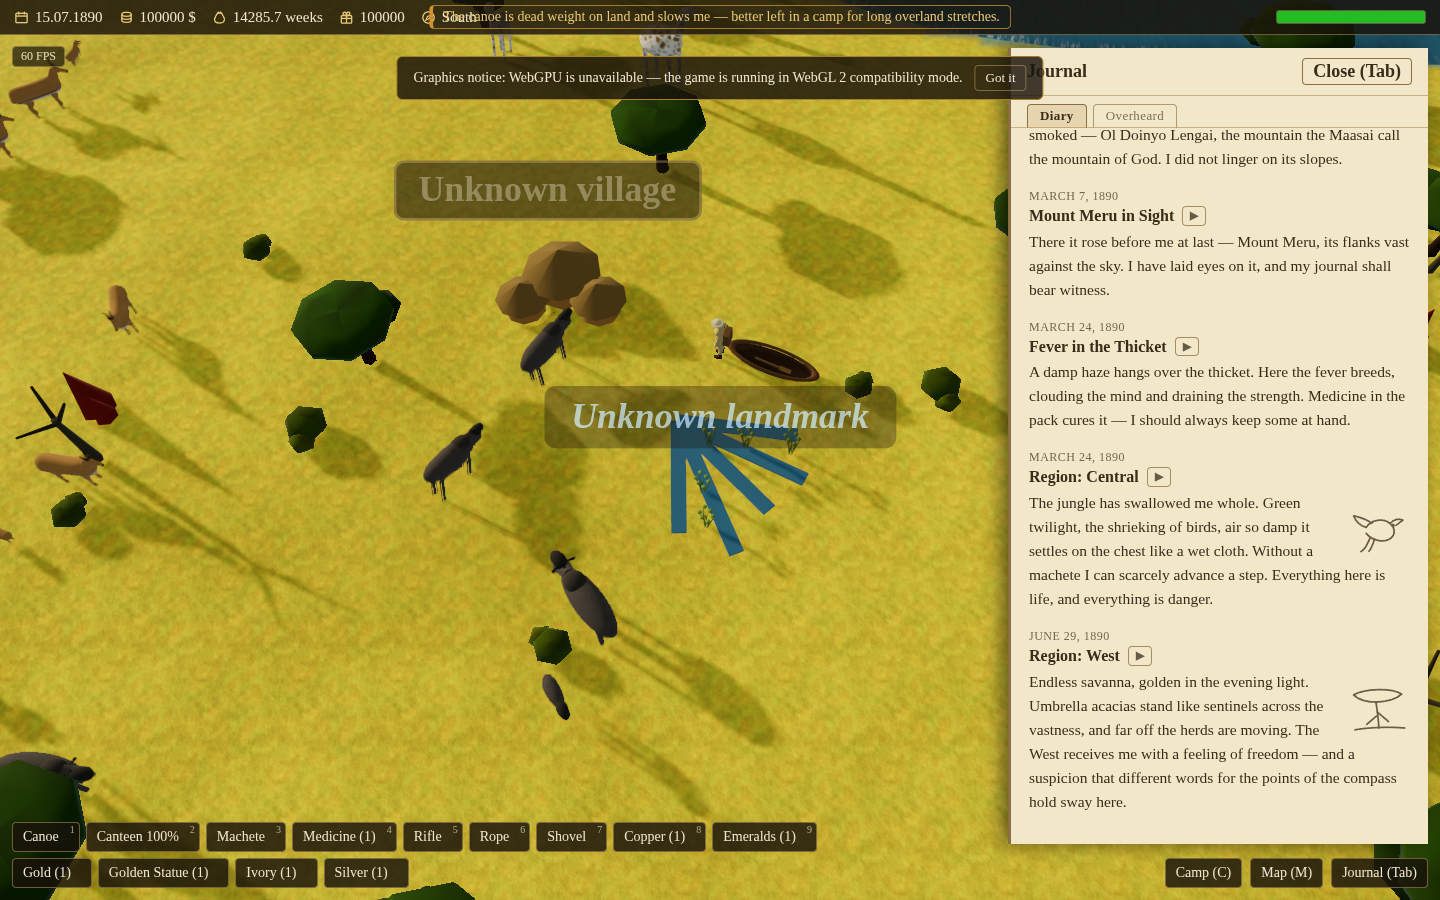 15.07.1890 100000 $ 14285.7 weeks 100000 South
The canoe is dead weight on land and slows me — better left in a camp for long overland stretches.
60 FPS
Graphics notice: WebGPU is unavailable — the game is running in WebGL 2 compatibility mode. Got it
Journal Close (Tab)
Diary Overheard
smoked — Ol Doinyo Lengai, the mountain the Maasai call
the mountain of God. I did not linger on its slopes.
MARCH 7, 1890
Mount Meru in Sight
There it rose before me at last — Mount Meru, its flanks vast
against the sky. I have laid eyes on it, and my journal shall
bear witness.
MARCH 24, 1890
Fever in the Thicket
A damp haze hangs over the thicket. Here the fever breeds,
clouding the mind and draining the strength. Medicine in the
pack cures it — I should always keep some at hand.
MARCH 24, 1890
Region: Central
The jungle has swallowed me whole. Green
twilight, the shrieking of birds, air so damp it
settles on the chest like a wet cloth. Without a
machete I can scarcely advance a step. Everything here is
life, and everything is danger.
JUNE 29, 1890
Region: West
Endless savanna, golden in the evening light.
Umbrella acacias stand like sentinels across the
vastness, and far off the herds are moving. The
West receives me with a feeling of freedom — and a
suspicion that different words for the points of the compass
hold sway here.
Unknown village
Unknown landmark
Canoe 1 Canteen 100% 2 Machete 3 Medicine (1) 4 Rifle 5 Rope 6 Shovel 7 Copper (1) 8 Emeralds (1) 9
Gold (1) Golden Statue (1) Ivory (1) Silver (1)
Camp (C) Map (M) Journal (Tab)